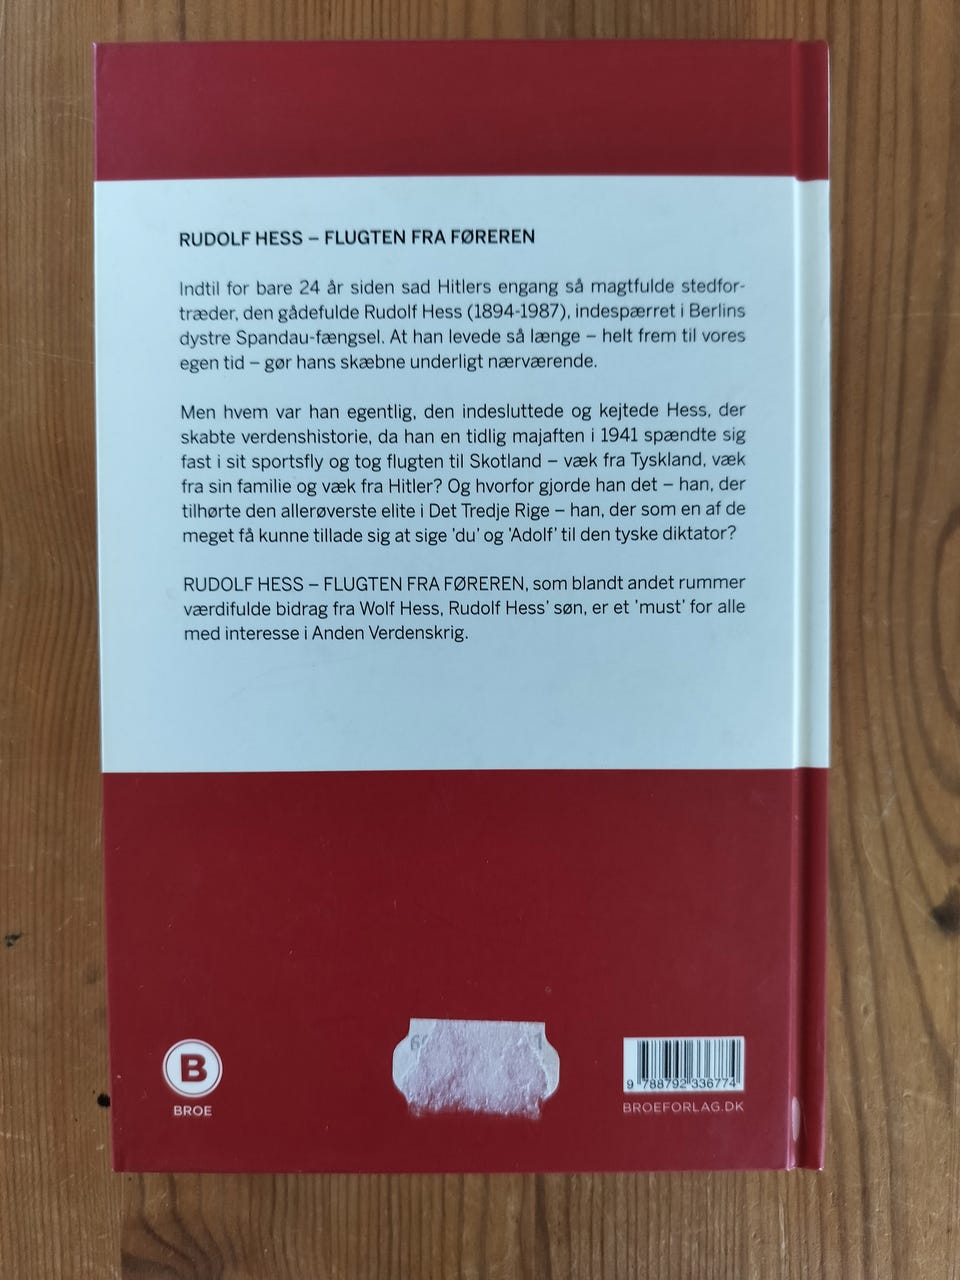 RUDOLF HESS – FLUGTEN FRA FØREREN
Indtil for bare 24 år siden sad Hitlers engang så magtfulde stedfor-
træder, den gådefulde Rudolf Hess (1894-1987), indespærret i Berlins
dystre Spandau-fængsel. At han levede så længe – helt frem til vores
egen tid – gør hans skæbne underligt nærværende.
Men hvem var han egentlig, den indesluttede og kejtede Hess, der
skabte verdenshistorie, da han en tidlig majaften i 1941 spændte sig
fast i sit sportsfly og tog flugten til Skotland – væk fra Tyskland, væk
fra sin familie og væk fra Hitler? Og hvorfor gjorde han det – han, der
tilhørte den allerøverste elite i Det Tredje Rige – han, der som en af de
meget få kunne tillade sig at sige 'du' og 'Adolf' til den tyske diktator?
RUDOLF HESS – FLUGTEN FRA FØREREN, som blandt andet rummer
værdifulde bidrag fra Wolf Hess, Rudolf Hess' søn, er et 'must' for alle
med interesse i Anden Verdenskrig.
B
BROE
9 788792 336774
BROEFORLAG.DK